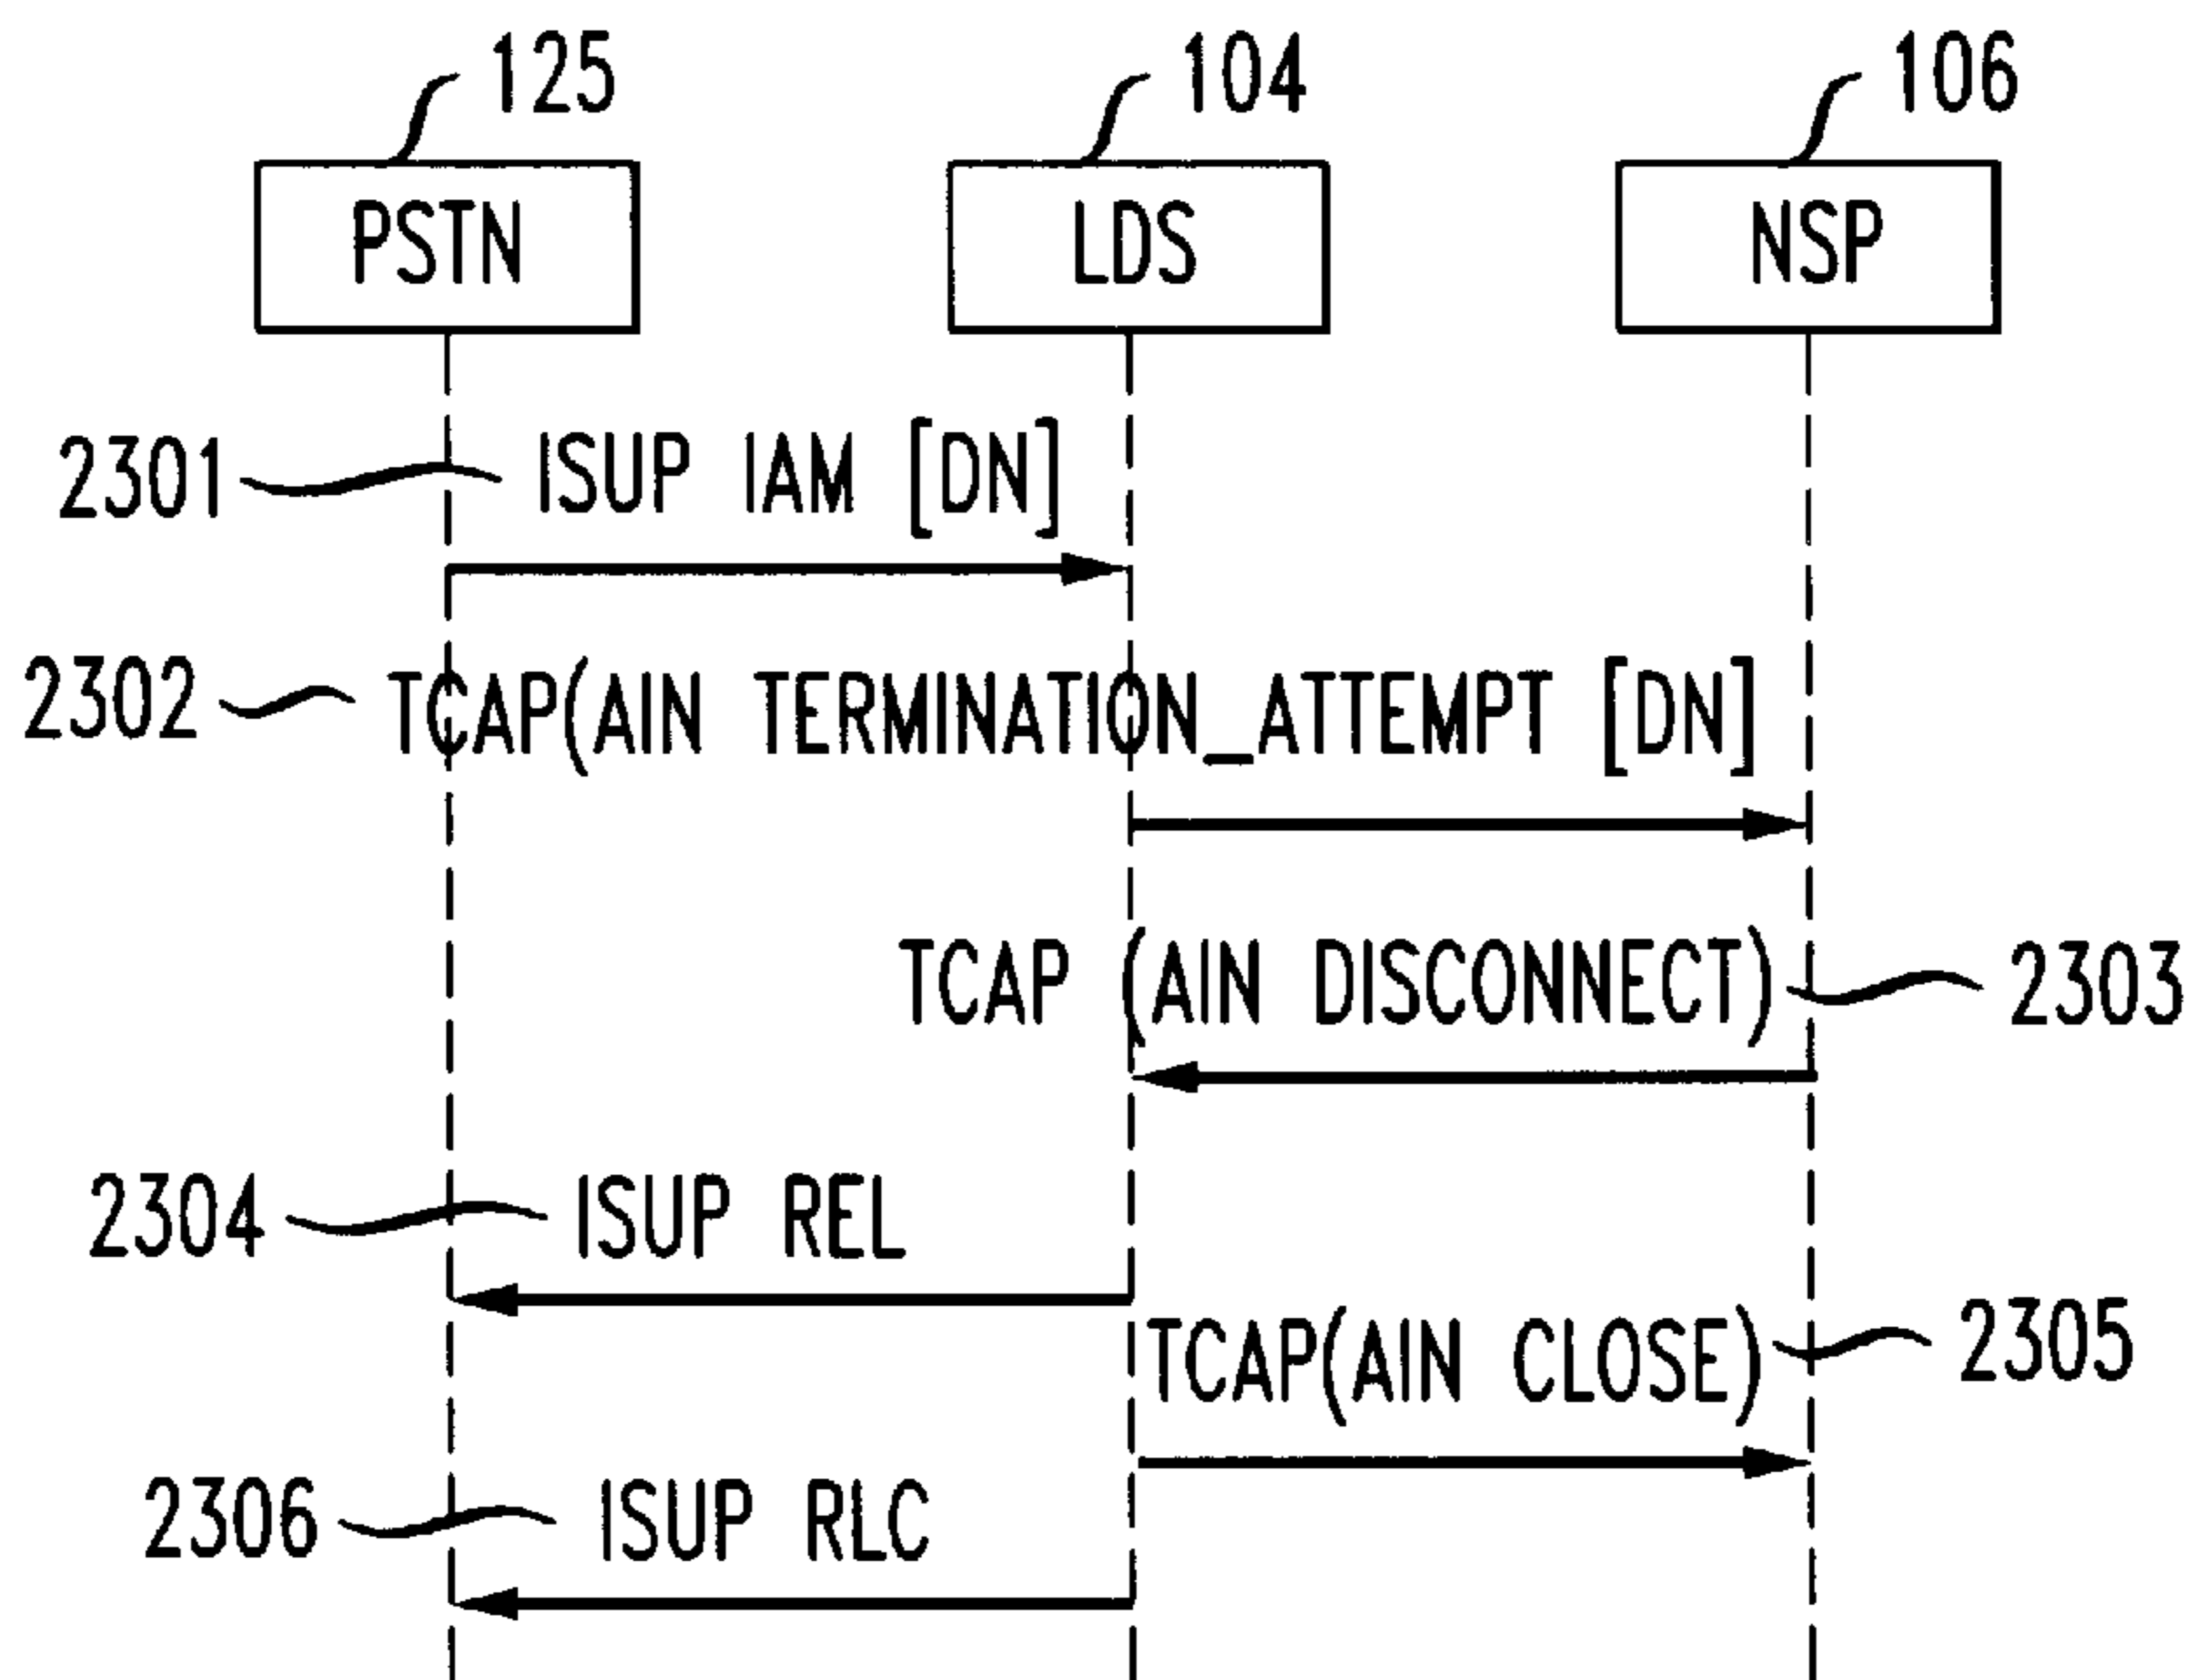 125 104 106
PSTN LDS NSP
2301 ISUP IAM [DN]
2302 TCAP(AIN TERMINATION_ATTEMPT [DN]
TCAP (AIN DISCONNECT) 2303
2304 ISUP REL
TCAP(AIN CLOSE) 2305
2306 ISUP RLC